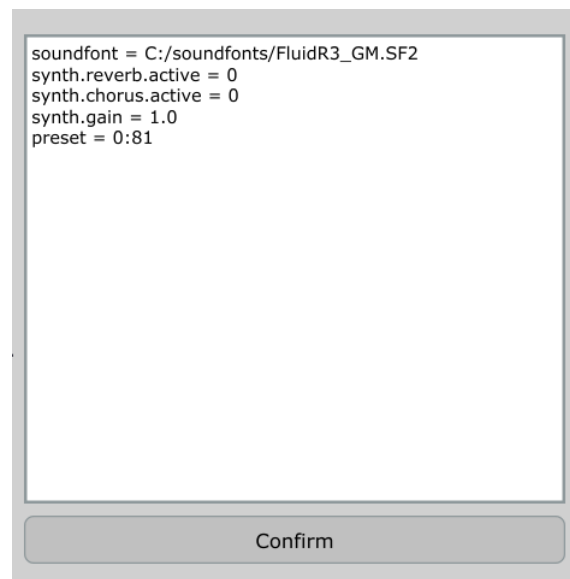 soundfont = C:/soundfonts/FluidR3_GM.SF2
synth.reverb.active = 0
synth.chorus.active = 0
synth.gain = 1.0
preset = 0:81
Confirm